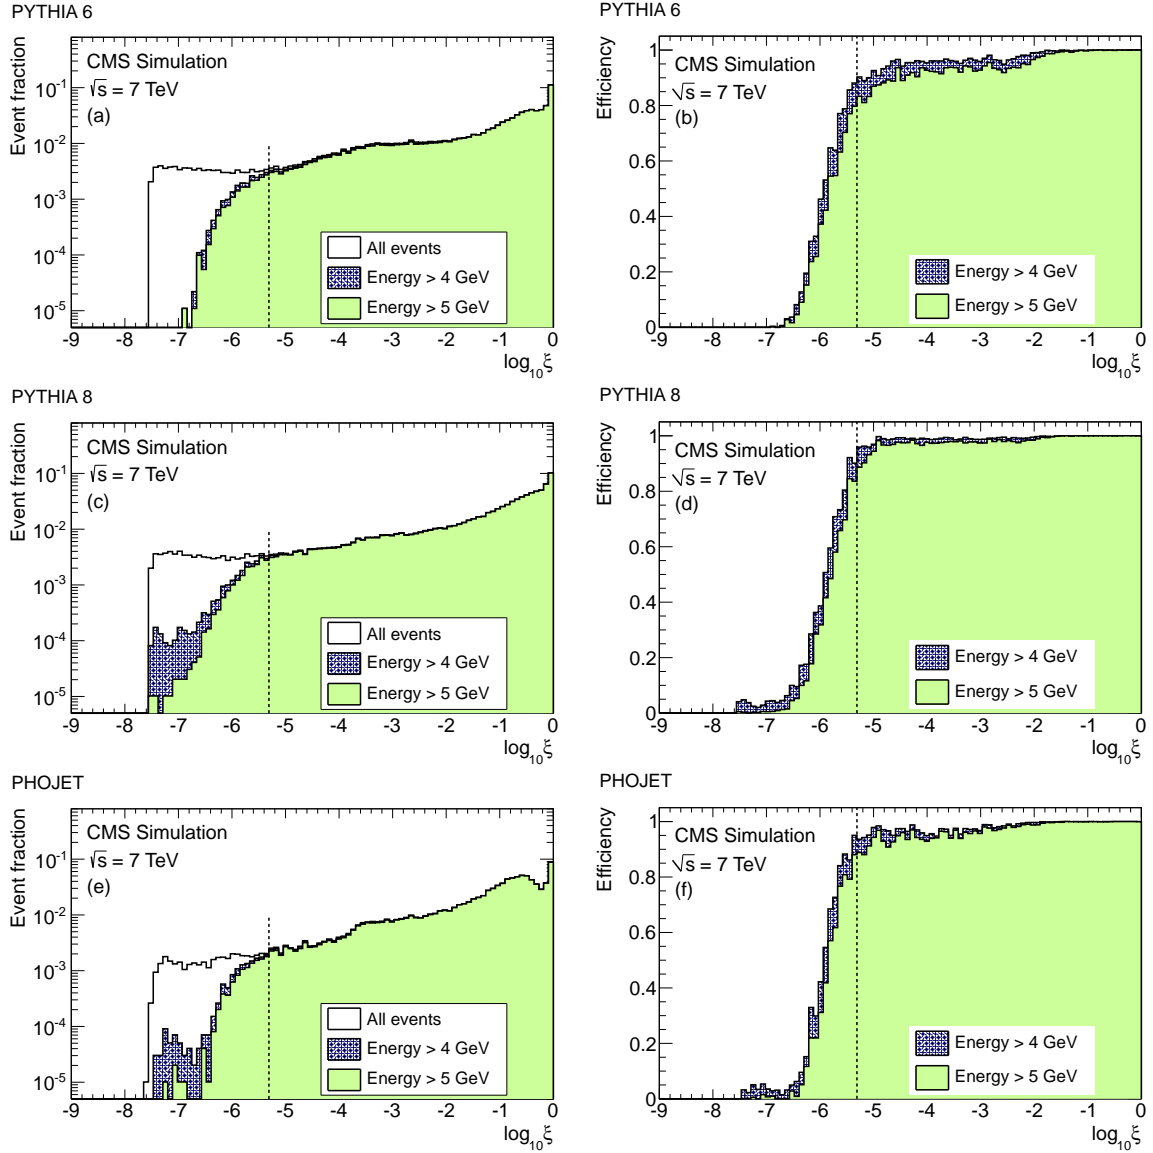 PYTHIA 6
Event fraction
CMS Simulation
√s = 7 TeV
(a)
10⁻¹
10⁻²
10⁻³
10⁻⁴
10⁻⁵
All events
Energy > 4 GeV
Energy > 5 GeV
-9 -8 -7 -6 -5 -4 -3 -2 -1 0
log₁₀ξ
PYTHIA 6
Efficiency
CMS Simulation
√s = 7 TeV
(b)
1
0.8
0.6
0.4
0.2
0
Energy > 4 GeV
Energy > 5 GeV
-9 -8 -7 -6 -5 -4 -3 -2 -1 0
log₁₀ξ
PYTHIA 8
Event fraction
CMS Simulation
√s = 7 TeV
(c)
10⁻¹
10⁻²
10⁻³
10⁻⁴
10⁻⁵
All events
Energy > 4 GeV
Energy > 5 GeV
-9 -8 -7 -6 -5 -4 -3 -2 -1 0
log₁₀ξ
PYTHIA 8
Efficiency
CMS Simulation
√s = 7 TeV
(d)
1
0.8
0.6
0.4
0.2
0
Energy > 4 GeV
Energy > 5 GeV
-9 -8 -7 -6 -5 -4 -3 -2 -1 0
log₁₀ξ
PHOJET
Event fraction
CMS Simulation
√s = 7 TeV
(e)
10⁻¹
10⁻²
10⁻³
10⁻⁴
10⁻⁵
All events
Energy > 4 GeV
Energy > 5 GeV
-9 -8 -7 -6 -5 -4 -3 -2 -1 0
log₁₀ξ
PHOJET
Efficiency
CMS Simulation
√s = 7 TeV
(f)
1
0.8
0.6
0.4
0.2
0
Energy > 4 GeV
Energy > 5 GeV
-9 -8 -7 -6 -5 -4 -3 -2 -1 0
log₁₀ξ